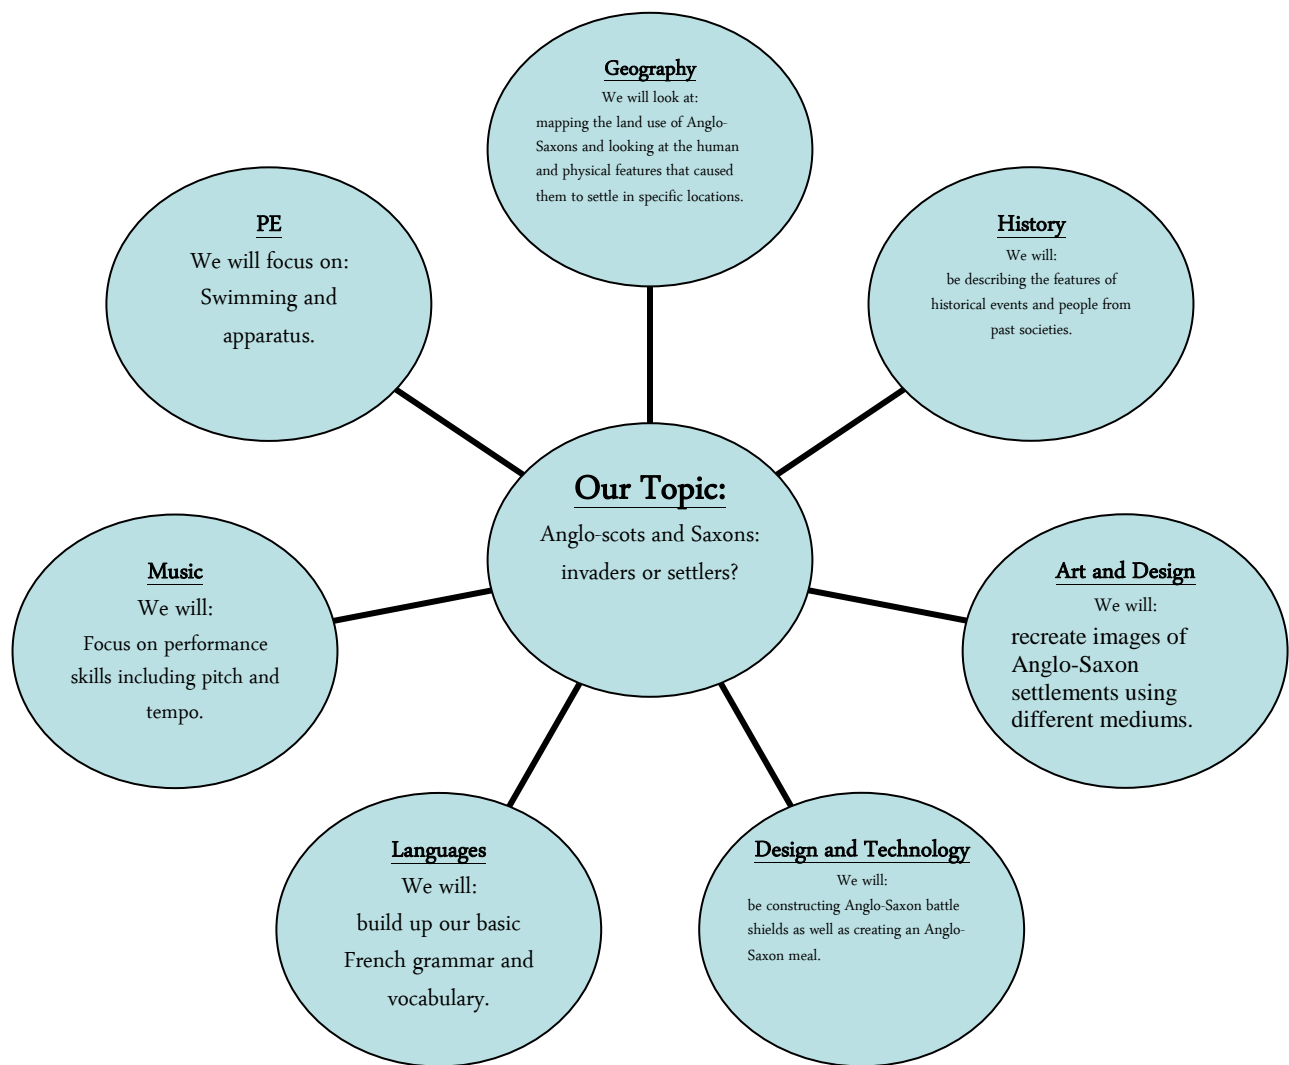 Geography
We will look at:
mapping the land use of Anglo-
Saxons and looking at the human
and physical features that caused
them to settle in specific locations.
PE
We will focus on:
Swimming and
apparatus.
History
We will:
be describing the features of
historical events and people from
past societies.
Our Topic:
Anglo-scots and Saxons:
invaders or settlers?
Music
We will:
Focus on performance
skills including pitch and
tempo.
Art and Design
We will:
recreate images of
Anglo-Saxon
settlements using
different mediums.
Languages
We will:
build up our basic
French grammar and
vocabulary.
Design and Technology
We will:
be constructing Anglo-Saxon battle
shields as well as creating an Anglo-
Saxon meal.